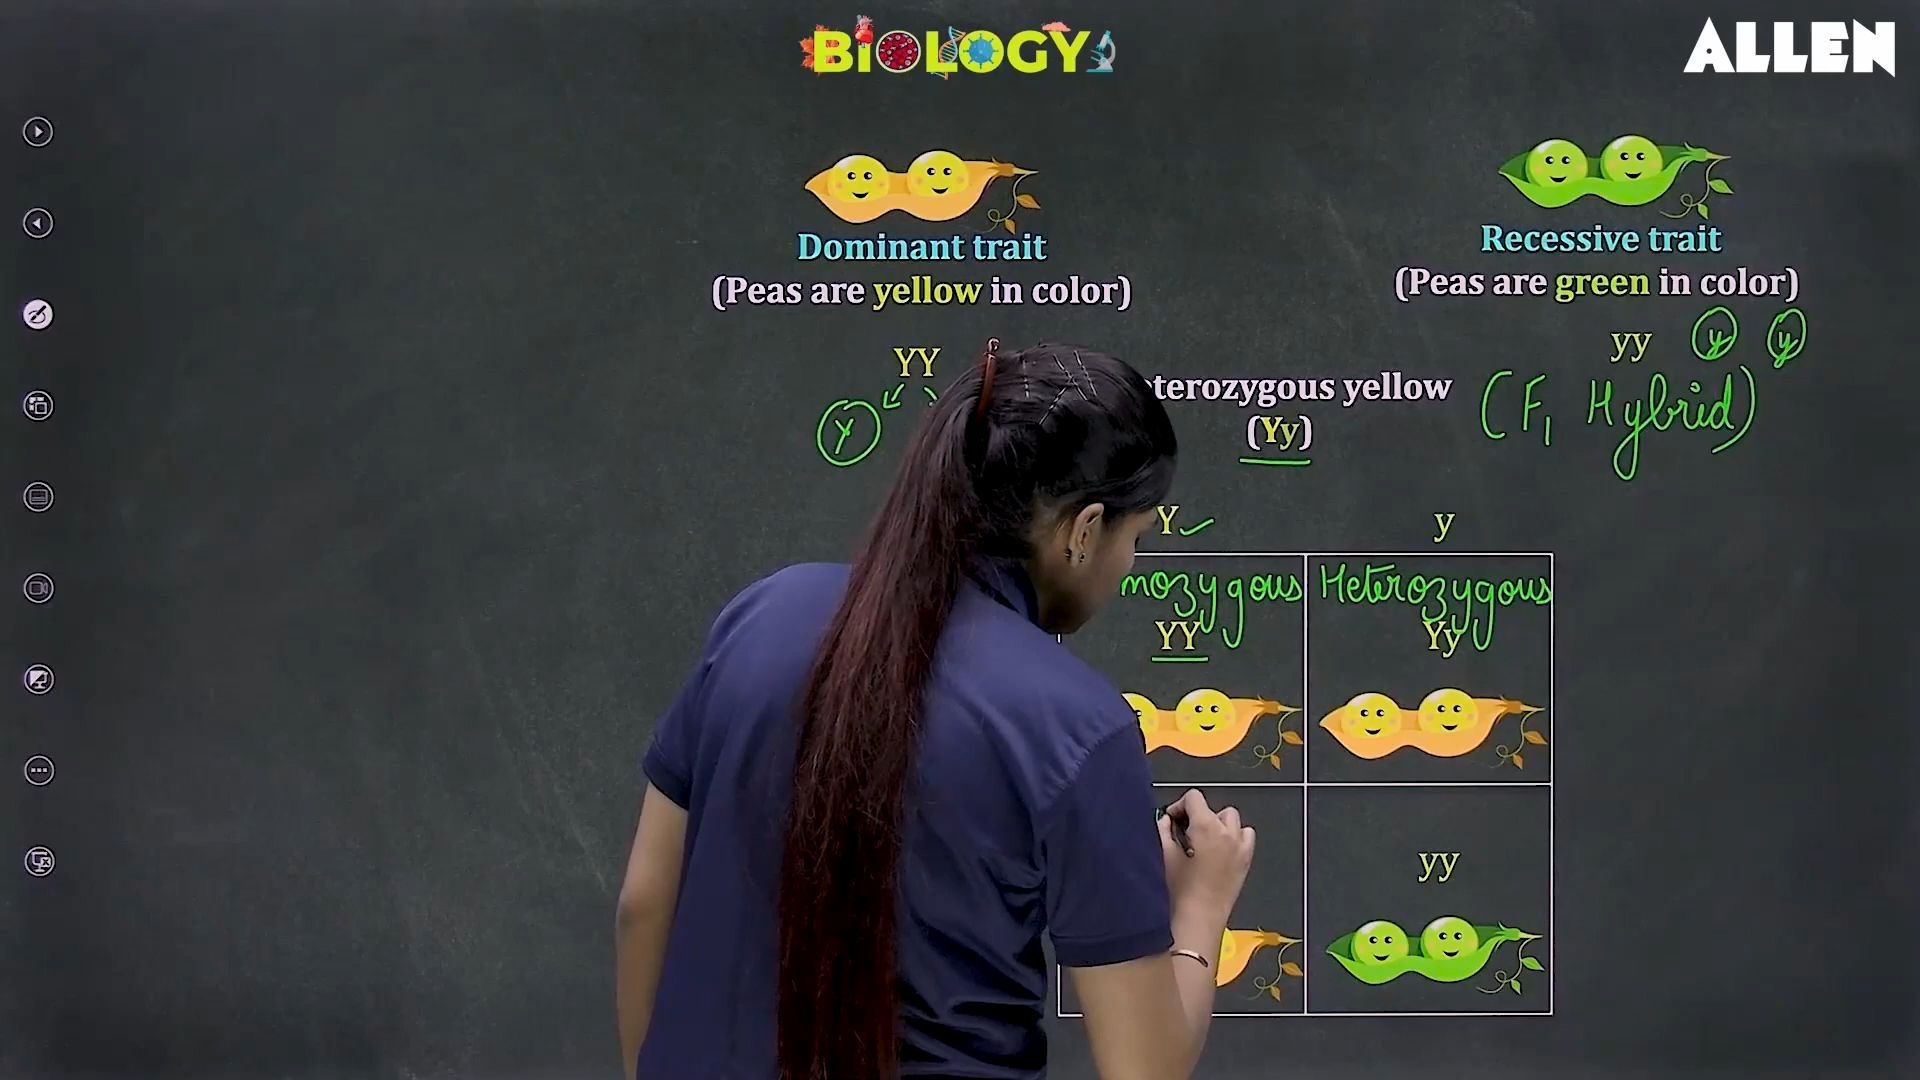 BIOLOGY
ALLEN
Dominant trait
(Peas are yellow in color)
Recessive trait
(Peas are green in color)
YY
Y
yy y y
terozygous yellow
(Yy)
(F1 Hybrid)
Y y
mozygous
YY
Heterozygous
Yy
yy